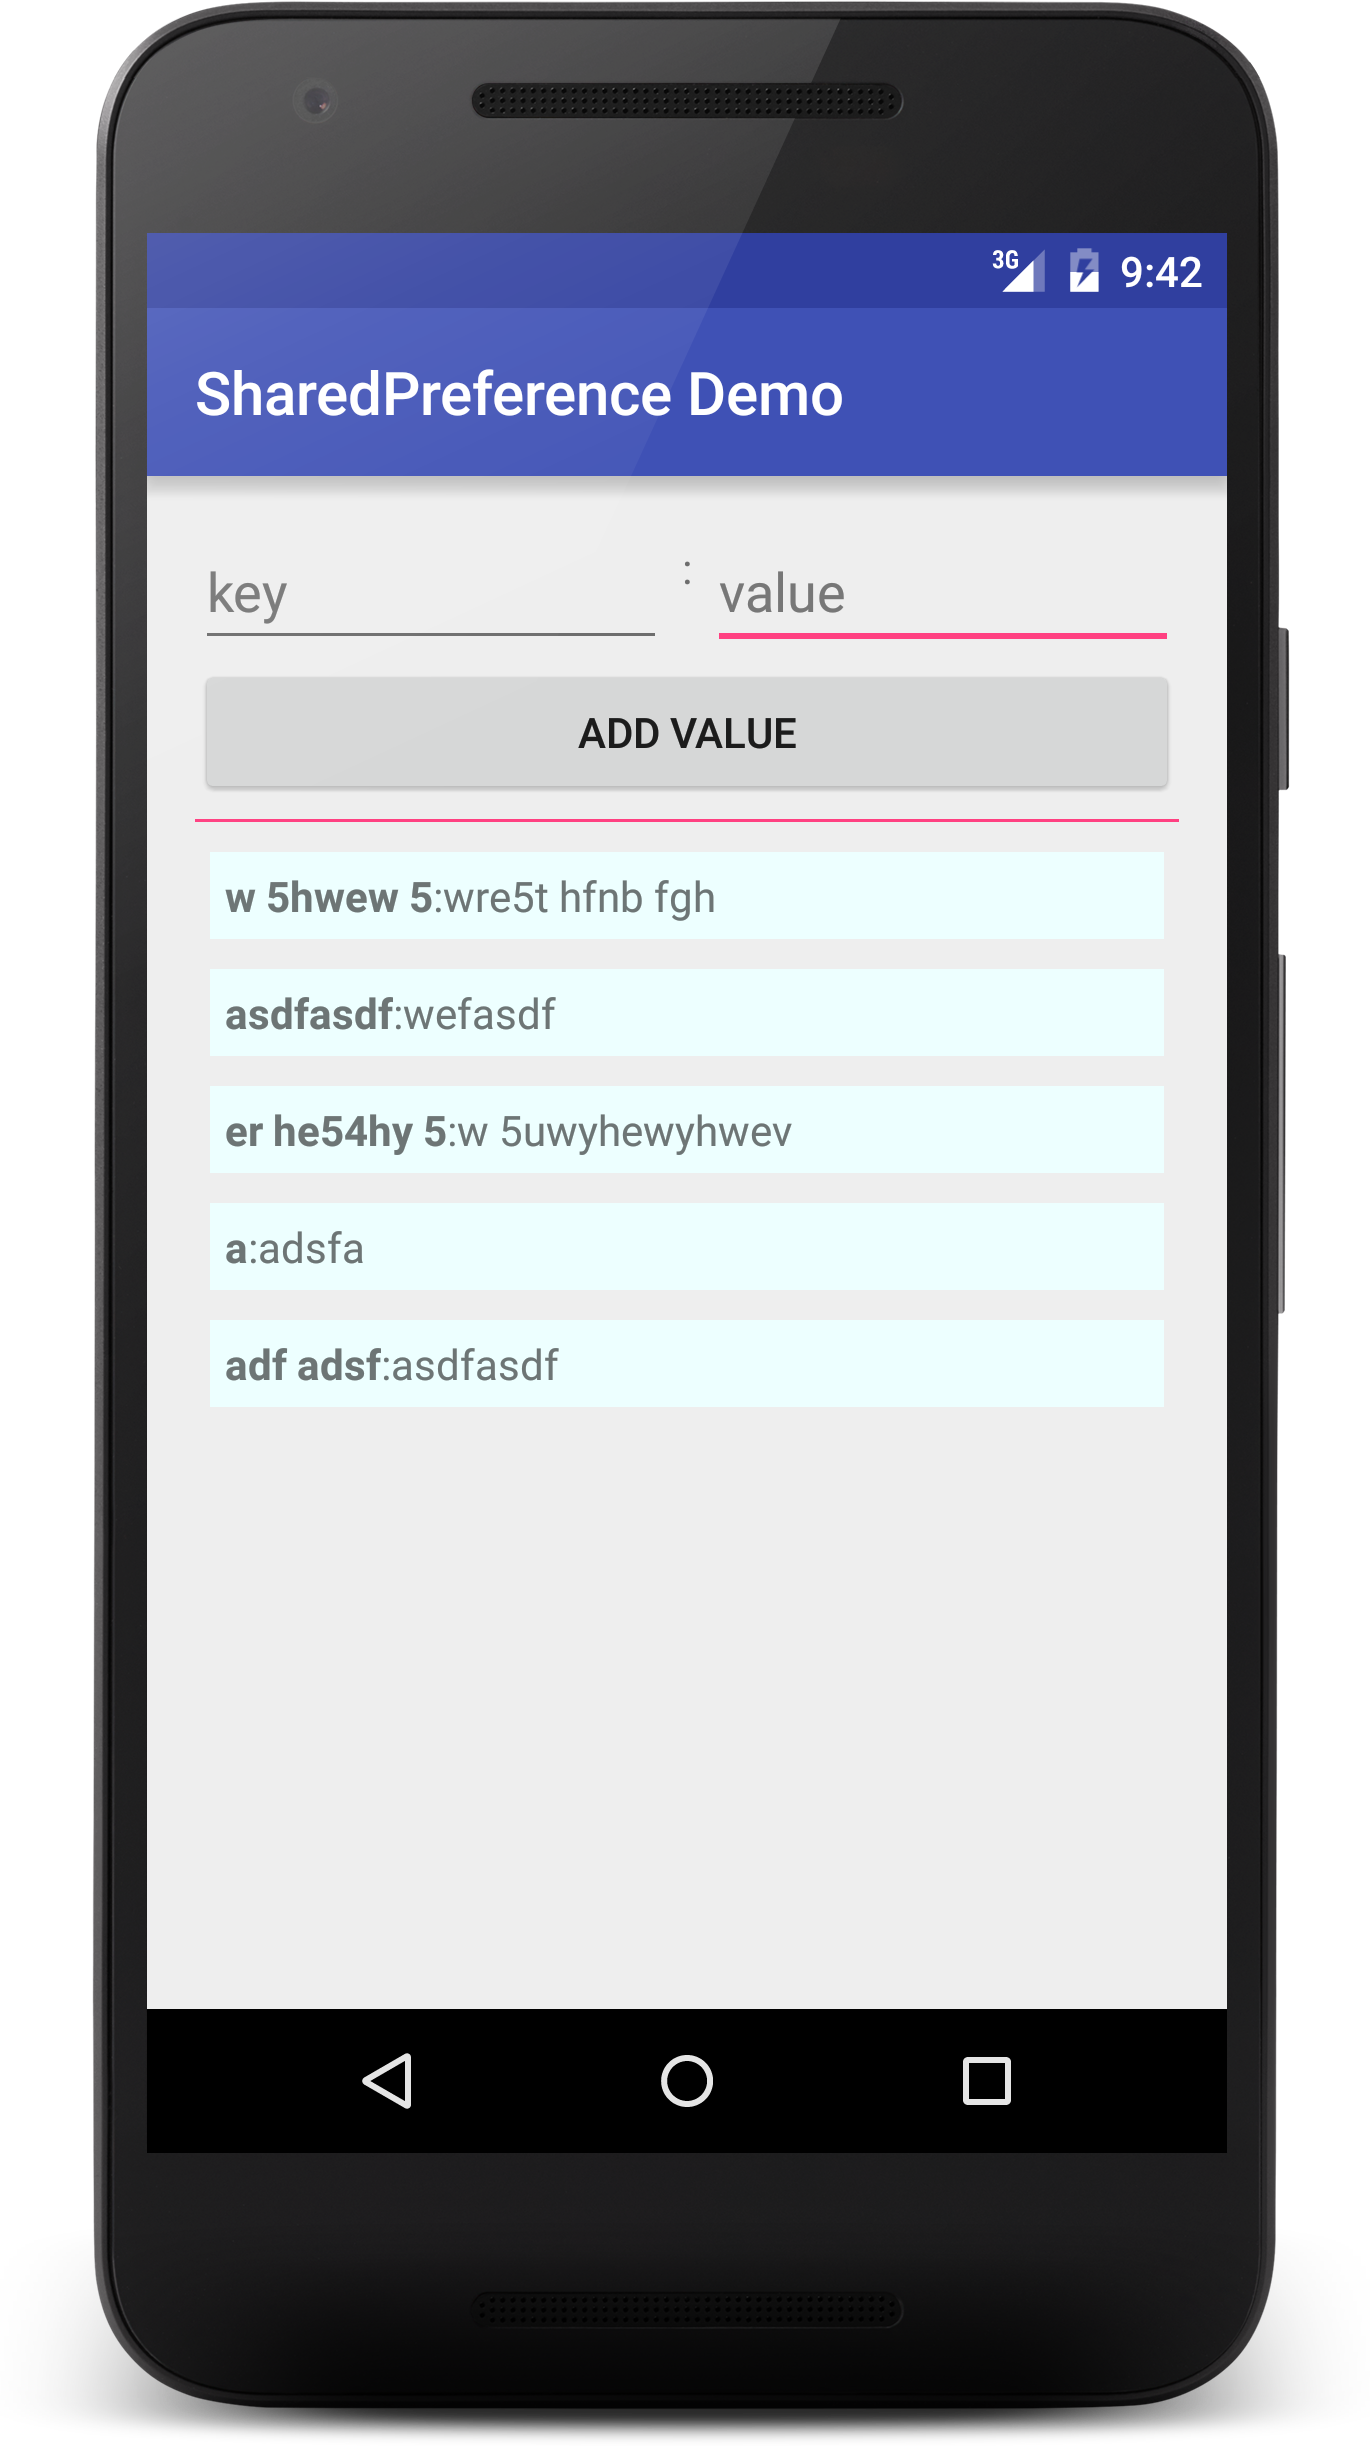 3G 9:42
SharedPreference Demo
key : value
ADD VALUE
w 5hwew 5:wre5t hfnb fgh
asdfasdf:wefasdf
er he54hy 5:w 5uwyhewyhwev
a:adsfa
adf adsf:asdfasdf